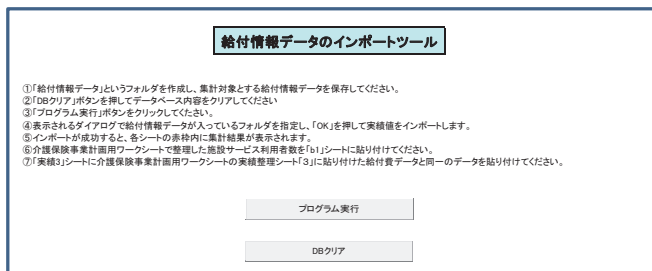 給付情報データのインポートツール
①「給付情報データ」というフォルダを作成し、集計対象とする給付情報データを保存してください。
②「DBクリア」ボタンを押してデータベース内容をクリアしてください
③「プログラム実行」ボタンをクリックしてください。
④表示されるダイアログで給付情報データが入っているフォルダを指定し、「OK」を押して実績値をインポートします。
⑤インポートが成功すると、各シートの赤枠内に集計結果が表示されます。
⑥介護保険事業計画用ワークシートで整理した施設サービス利用者数を「b1」シートに貼り付けてください。
⑦「実績3」シートに介護保険事業計画用ワークシートの実績整理シート「3」に貼り付けた給付費データと同一のデータを貼り付けてください。
プログラム実行
DBクリア